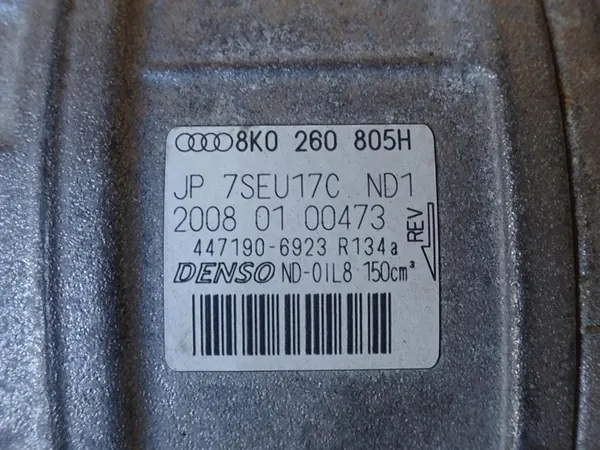 8K0 260 805H
JP 7SEU17C ND1
2008 01 00473
REV
447190-6923 R134a
DENSO ND-OIL8 150cm³